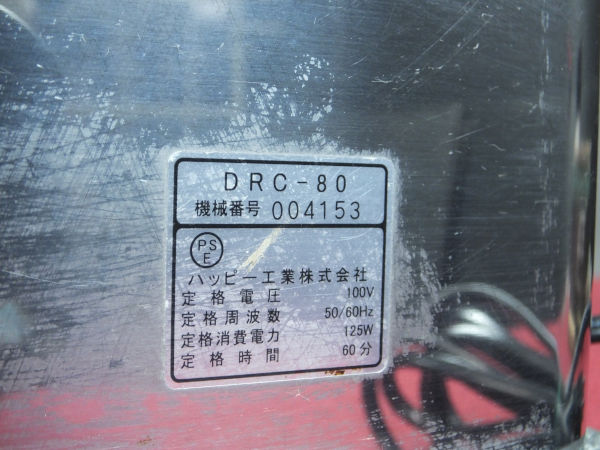 DRC-80
機械番号 004153
PS
E
ハッピー工業株式会社
定格電圧 100V
定格周波数 50/60Hz
定格消費電力 125W
定格時間 60分